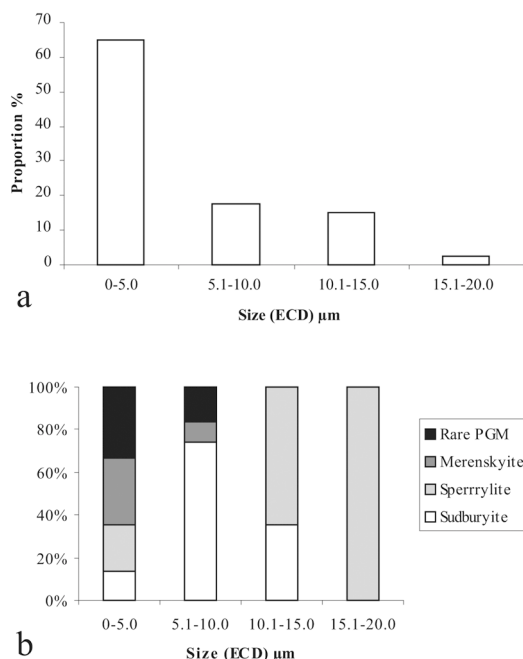 Proportion %
70
60
50
40
30
20
10
0
0-5.0 5.1-10.0 10.1-15.0 15.1-20.0
a
Size (ECD) µm
100%
80%
60%
40%
20%
0%
Rare PGM
Merenskyite
Sperrrylite
Sudburyite
0-5.0 5.1-10.0 10.1-15.0 15.1-20.0
b
Size (ECD) µm